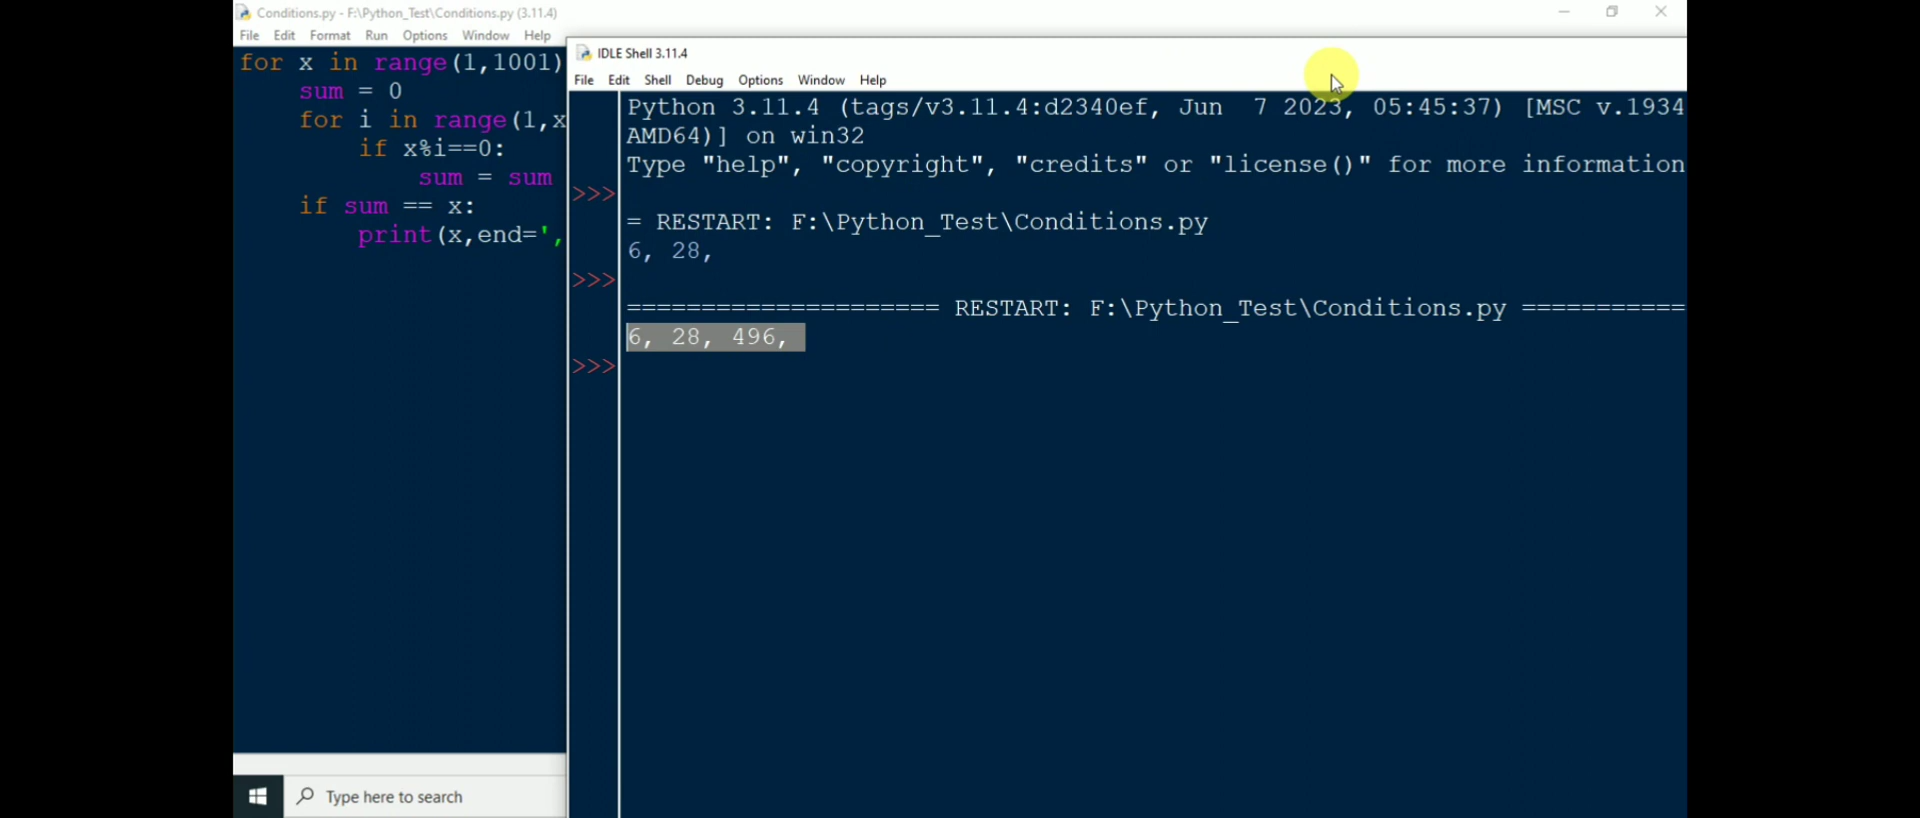 Conditions.py - F:\Python_Test\Conditions.py (3.11.4)
File Edit Format Run Options Window Help
for x in range(1,1001)
    sum = 0
    for i in range(1,x
        if x%i==0:
            sum = sum
    if sum == x:
        print(x,end=',
IDLE Shell 3.11.4
File Edit Shell Debug Options Window Help
Python 3.11.4 (tags/v3.11.4:d2340ef, Jun  7 2023, 05:45:37) [MSC v.1934
AMD64)] on win32
Type "help", "copyright", "credits" or "license()" for more information
>>>
= RESTART: F:\Python_Test\Conditions.py
6, 28,
>>>
===================== RESTART: F:\Python_Test\Conditions.py ===========
6, 28, 496,
>>>
Type here to search